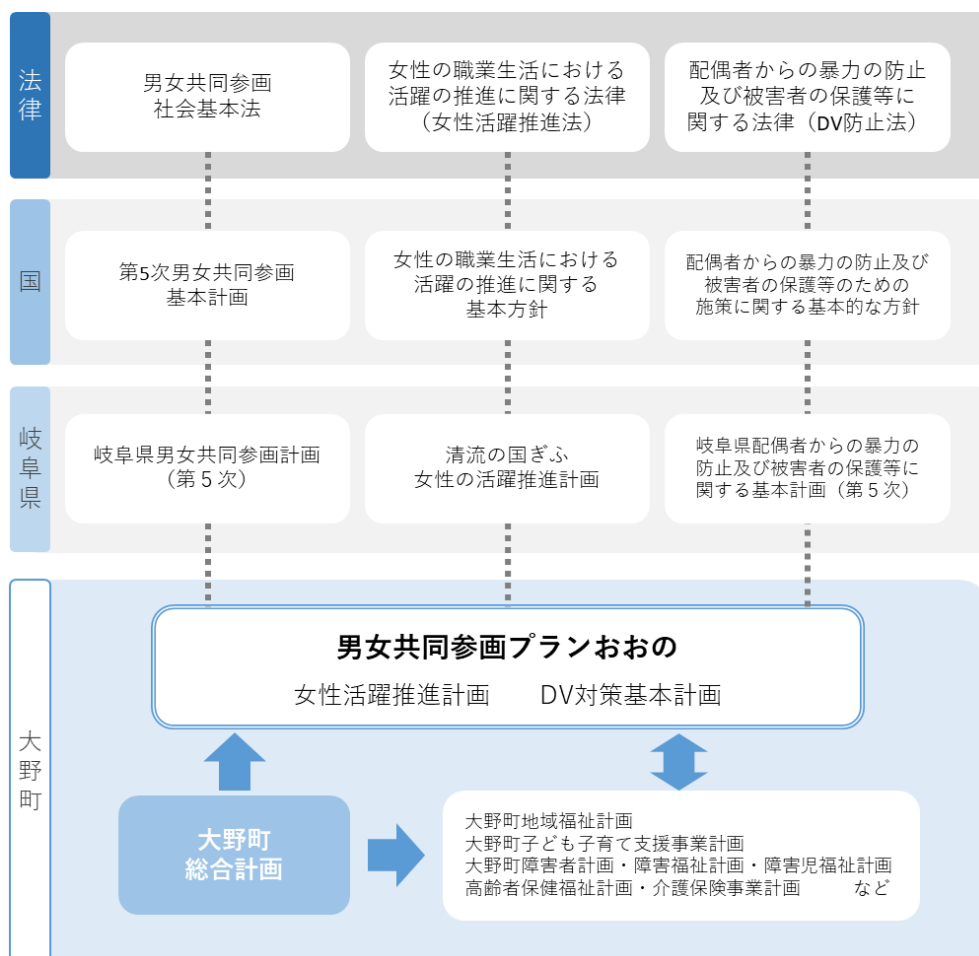 法律
男女共同参画
社会基本法
女性の職業生活における
活躍の推進に関する法律
（女性活躍推進法）
配偶者からの暴力の防止
及び被害者の保護等に
関する法律（DV防止法）
国
第5次男女共同参画
基本計画
女性の職業生活における
活躍の推進に関する
基本方針
配偶者からの暴力の防止及び
被害者の保護等のための
施策に関する基本的な方針
岐阜県
岐阜県男女共同参画計画
（第５次）
清流の国ぎふ
女性の活躍推進計画
岐阜県配偶者からの暴力の
防止及び被害者の保護等に
関する基本計画（第５次）
大野町
男女共同参画プランおおの
女性活躍推進計画　　DV対策基本計画
大野町
総合計画
大野町地域福祉計画
大野町子ども子育て支援事業計画
大野町障害者計画・障害福祉計画・障害児福祉計画
高齢者保健福祉計画・介護保険事業計画　　　など